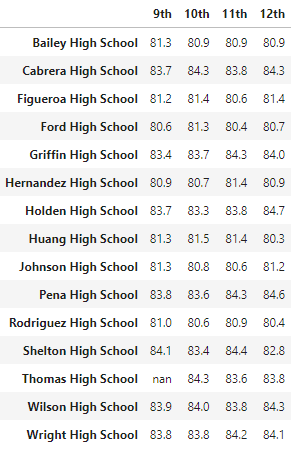 9th 10th 11th 12th
Bailey High School 81.3 80.9 80.9 80.9
Cabrera High School 83.7 84.3 83.8 84.3
Figueroa High School 81.2 81.4 80.6 81.4
Ford High School 80.6 81.3 80.4 80.7
Griffin High School 83.4 83.7 84.3 84.0
Hernandez High School 80.9 80.7 81.4 80.9
Holden High School 83.7 83.3 83.8 84.7
Huang High School 81.3 81.5 81.4 80.3
Johnson High School 81.3 80.8 80.6 81.2
Pena High School 83.8 83.6 84.3 84.6
Rodriguez High School 81.0 80.6 80.9 80.4
Shelton High School 84.1 83.4 84.4 82.8
Thomas High School nan 84.3 83.6 83.8
Wilson High School 83.9 84.0 83.8 84.3
Wright High School 83.8 83.8 84.2 84.1